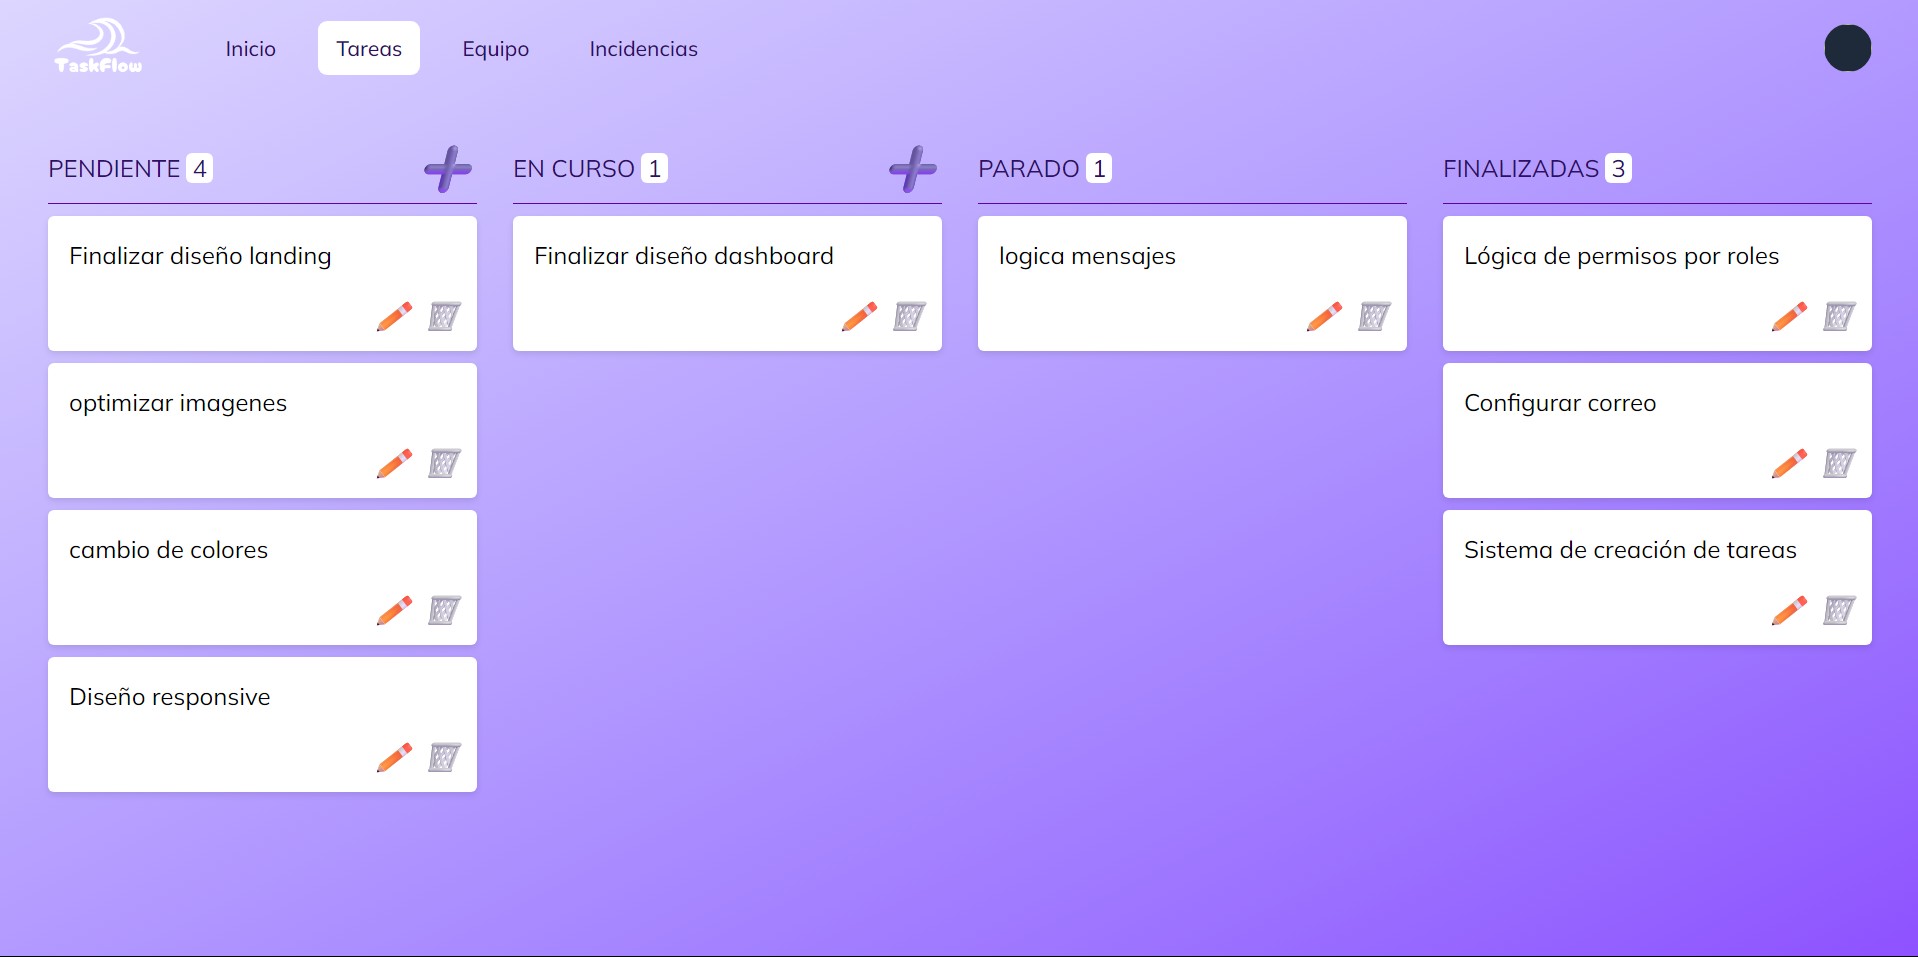 TaskFlow
Inicio
Tareas
Equipo
Incidencias
PENDIENTE 4
Finalizar diseño landing
optimizar imagenes
cambio de colores
Diseño responsive
EN CURSO 1
Finalizar diseño dashboard
PARADO 1
logica mensajes
FINALIZADAS 3
Lógica de permisos por roles
Configurar correo
Sistema de creación de tareas